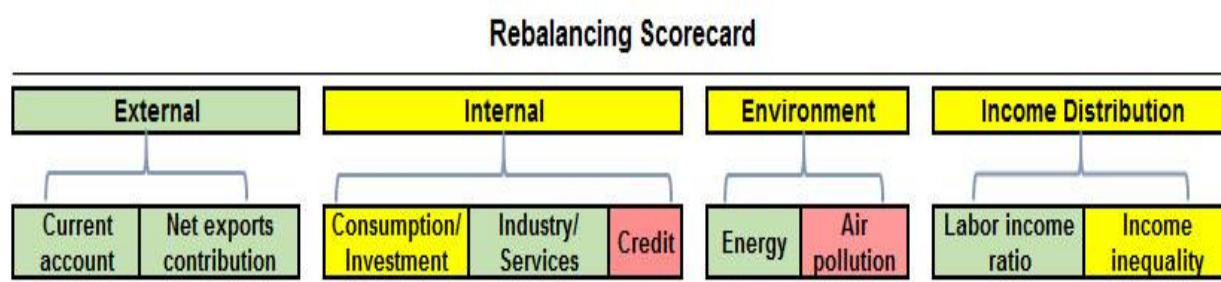 Rebalancing Scorecard
External
Internal
Environment
Income Distribution
Current
account
Net exports
contribution
Consumption/
Investment
Industry/
Services
Credit
Energy
Air
pollution
Labor income
ratio
Income
inequality